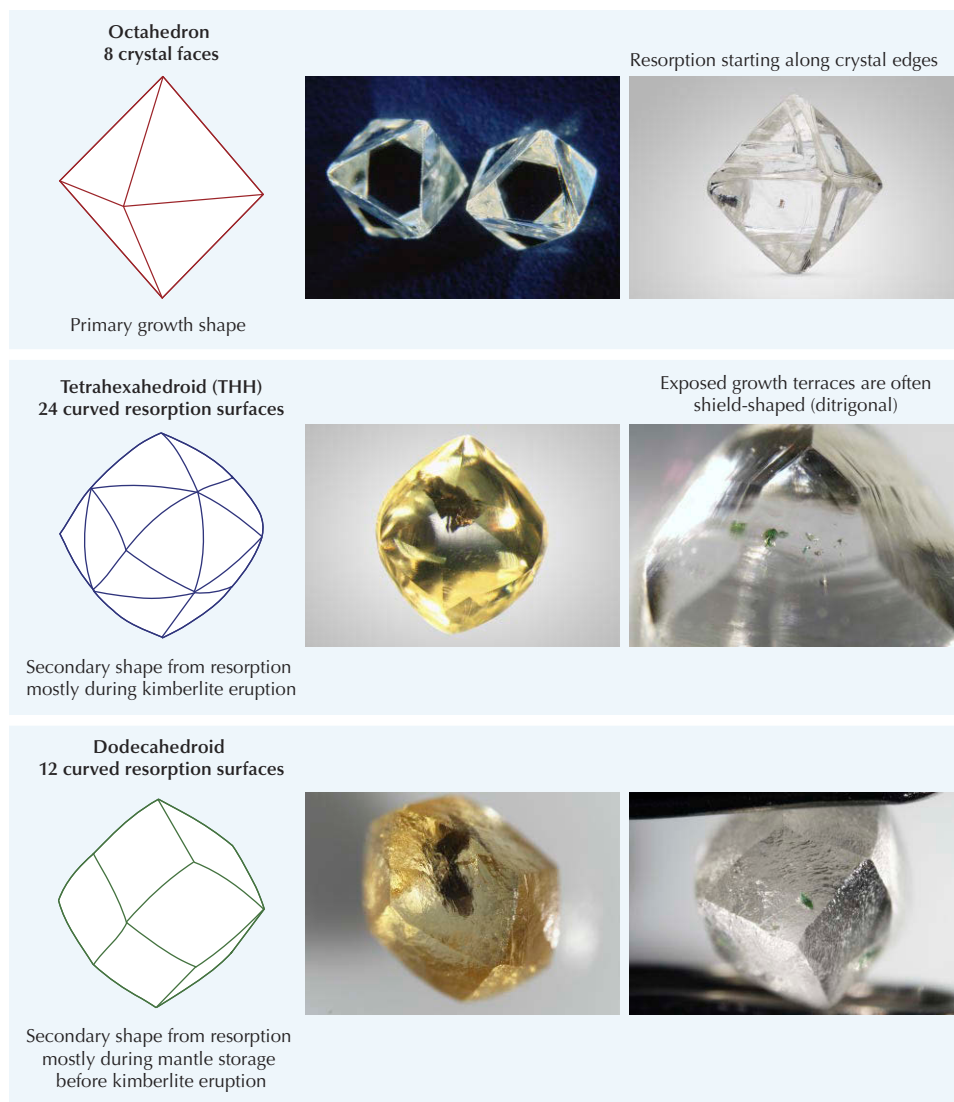 Octahedron
8 crystal faces
Resorption starting along crystal edges
Primary growth shape
Tetrahexahedroid (THH)
24 curved resorption surfaces
Exposed growth terraces are often
shield-shaped (ditrigonal)
Secondary shape from resorption
mostly during kimberlite eruption
Dodecahedroid
12 curved resorption surfaces
Secondary shape from resorption
mostly during mantle storage
before kimberlite eruption